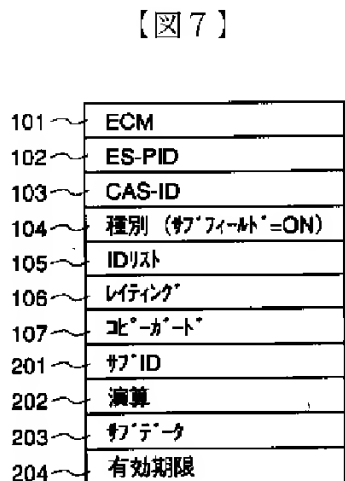 【図7】
101 ECM
102 ES-PID
103 CAS-ID
104 種別 (ｻﾌﾞﾌｨｰﾙﾄﾞ=ON)
105 IDﾘｽﾄ
106 ﾚｲﾃｨﾝｸﾞ
107 ｺﾋﾟｰｶﾞｰﾄﾞ
201 ｻﾌﾞID
202 演算
203 ｻﾌﾞﾃﾞｰﾀ
204 有効期限